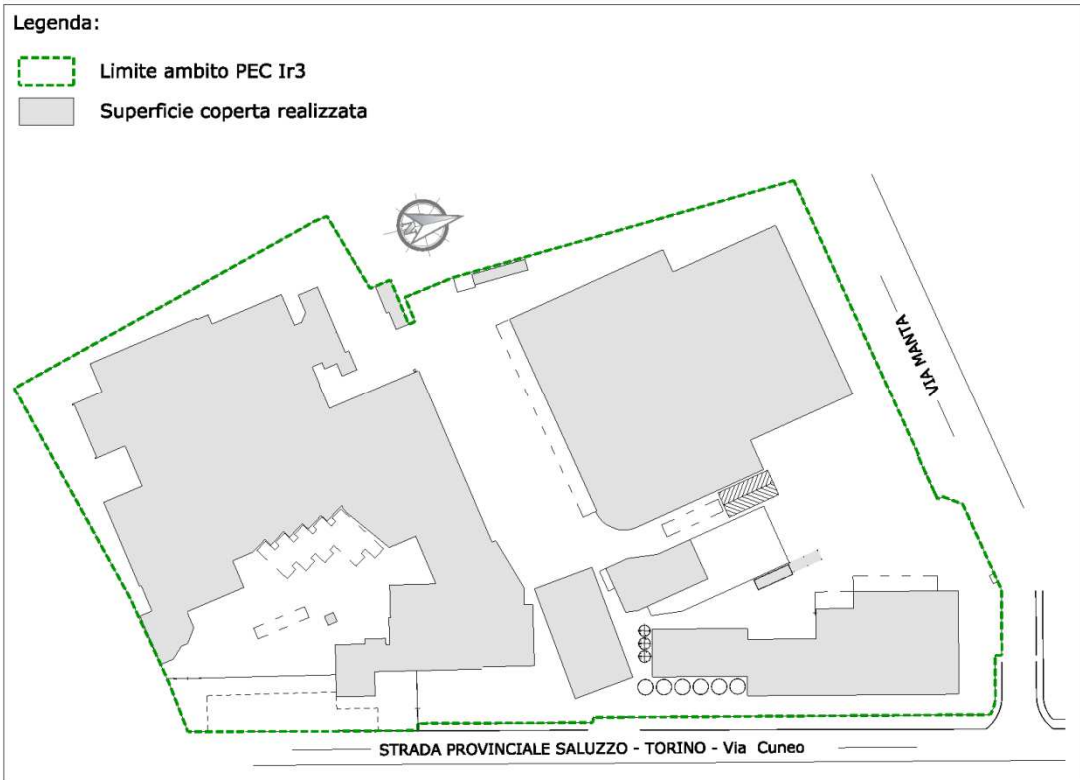 Legenda:
Limite ambito PEC Ir3
Superficie coperta realizzata
N
VIA MANTA
STRADA PROVINCIALE SALUZZO - TORINO - Via Cuneo